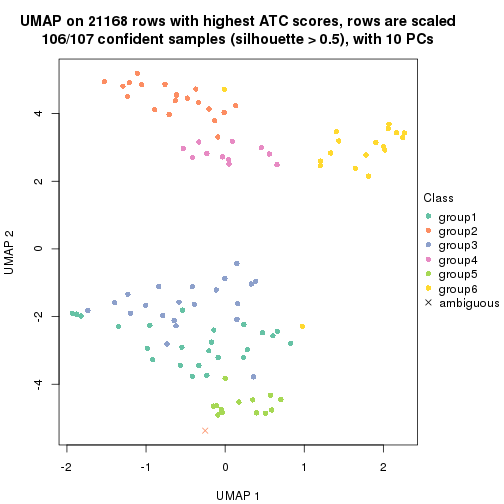 UMAP on 21168 rows with highest ATC scores, rows are scaled
106/107 confident samples (silhouette > 0.5), with 10 PCs
4
2
0
-2
-4
UMAP 2
-2
-1
0
1
2
UMAP 1
Class
group1
group2
group3
group4
group5
group6
ambiguous